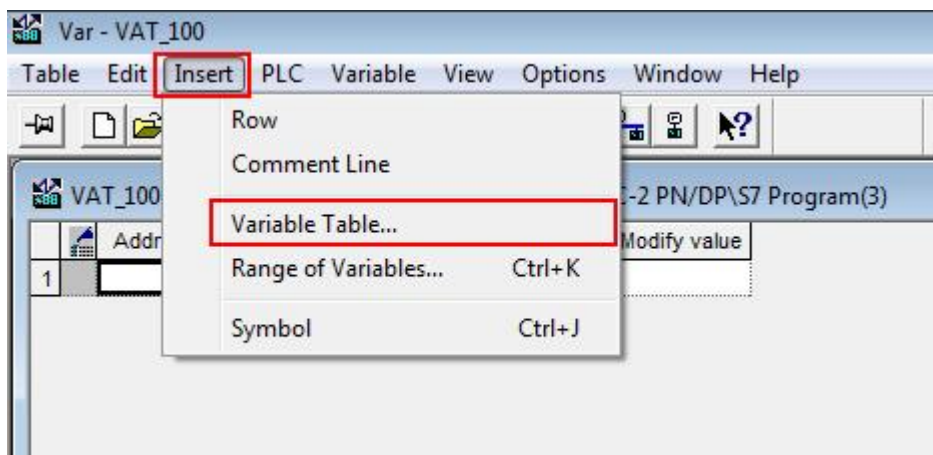 Var - VAT_100
Table Edit Insert PLC Variable View Options Window Help
Row
Comment Line
VAT_100 -2 PN/DP\S7 Program(3)
Variable Table...
Addr Modify value
Range of Variables... Ctrl+K
1
Symbol Ctrl+J